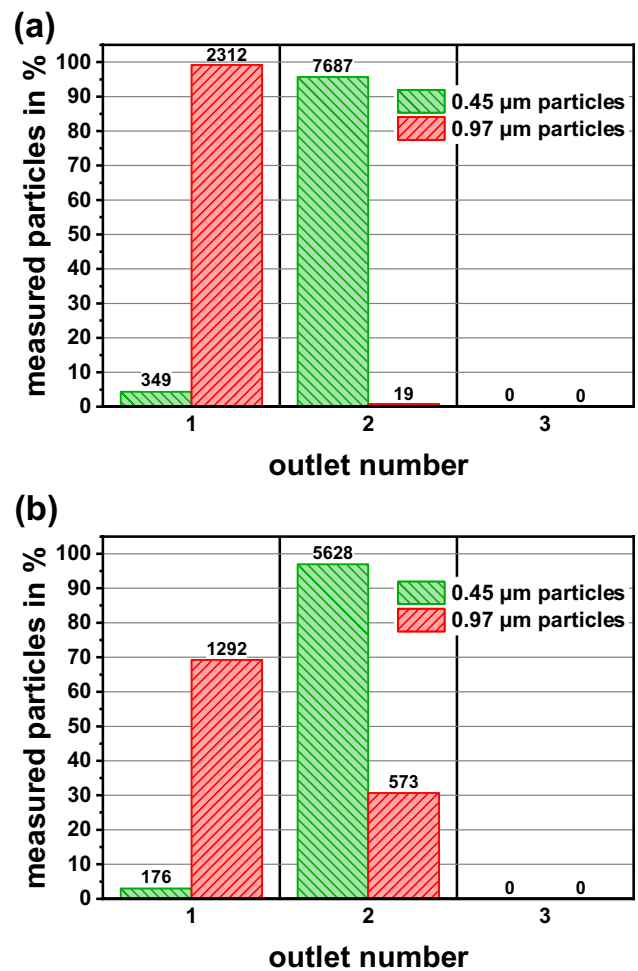 (a)
measured particles in %
100
90
80
70
60
50
40
30
20
10
0
2312
7687
349
19
0 0
0.45 µm particles
0.97 µm particles
1 2 3
outlet number
(b)
measured particles in %
100
90
80
70
60
50
40
30
20
10
0
5628
1292
573
176
0 0
0.45 µm particles
0.97 µm particles
1 2 3
outlet number